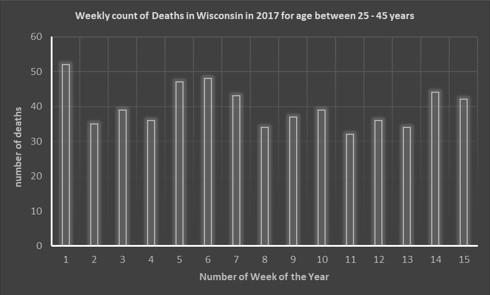 Weekly count of Deaths in Wisconsin in 2017 for age between 25 - 45 years
60
50
40
30
20
10
0
number of deaths
1 2 3 4 5 6 7 8 9 10 11 12 13 14 15
Number of Week of the Year